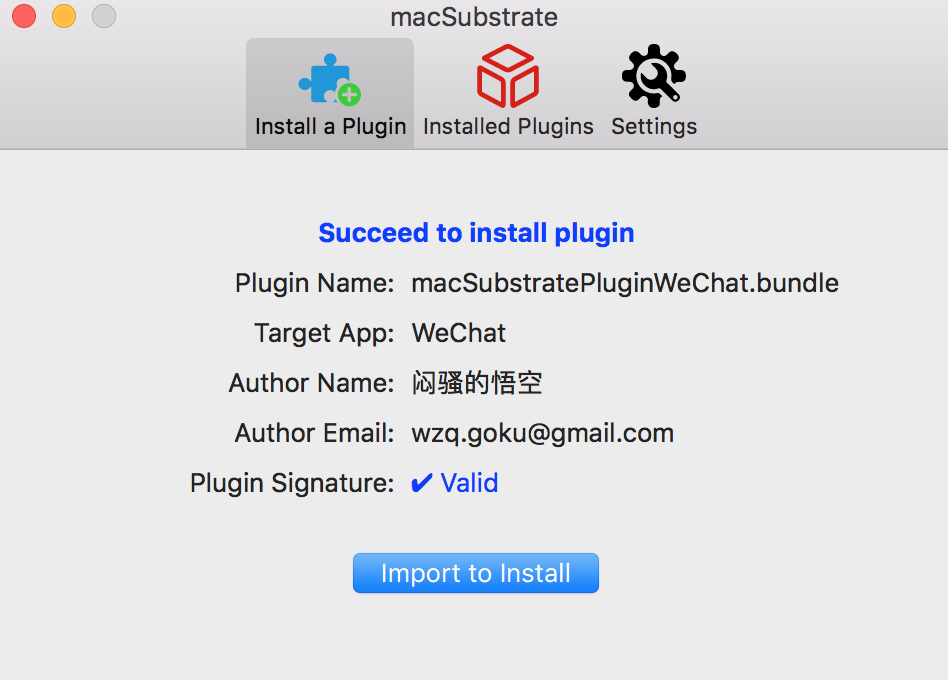 macSubstrate
Install a Plugin Installed Plugins Settings
Succeed to install plugin
Plugin Name: macSubstratePluginWeChat.bundle
Target App: WeChat
Author Name: 闷骚的悟空
Author Email: wzq.goku@gmail.com
Plugin Signature: ✔ Valid
Import to Install